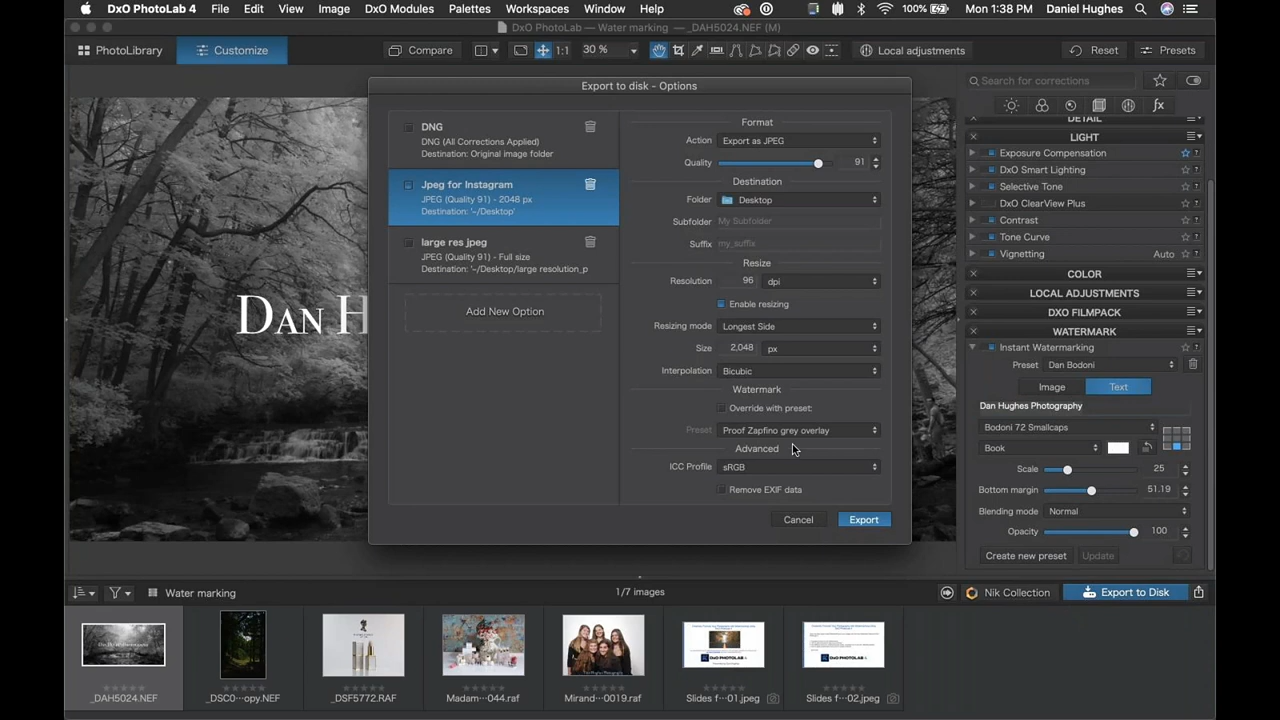 DxO PhotoLab 4 File Edit View Image DxO Modules Palettes Workspaces Window Help 100% Mon 1:38 PM Daniel Hughes
DxO PhotoLab — Water marking — _DAH5024.NEF (M)
PhotoLibrary Customize Compare 1:1 30 % Local adjustments Reset Presets
Export to disk - Options
DNG
DNG (All Corrections Applied)
Destination: Original image folder
Jpeg for Instagram
JPEG (Quality 91) - 2048 px
Destination: '~/Desktop'
large res jpeg
JPEG (Quality 91) - Full size
Destination: '~/Desktop/large resolution_p
Add New Option
Format
Action Export as JPEG
Quality 91
Destination
Folder Desktop
Subfolder My Subfolder
Suffix my_suffix
Resize
Resolution 96 dpi
Enable resizing
Resizing mode Longest Side
Size 2,048 px
Interpolation Bicubic
Watermark
Override with preset:
Preset Proof Zapfino grey overlay
Advanced
ICC Profile sRGB
Remove EXIF data
Cancel Export
Dan H
Search for corrections
fx
DETAIL
LIGHT
Exposure Compensation
DxO Smart Lighting
Selective Tone
DxO ClearView Plus
Contrast
Tone Curve
Vignetting Auto
COLOR
LOCAL ADJUSTMENTS
DXO FILMPACK
WATERMARK
Instant Watermarking
Preset Dan Bodoni
Image Text
Dan Hughes Photography
Bodoni 72 Smallcaps
Book
Scale 25
Bottom margin 51.19
Blending mode Normal
Opacity 100
Create new preset Update
Water marking 1/7 images Nik Collection Export to Disk
_DAH5024.NEF _DSC0···opy.NEF _DSF5772.RAF Madam···044.raf Mirand···0019.raf Slides f···01.jpeg Slides f···02.jpeg